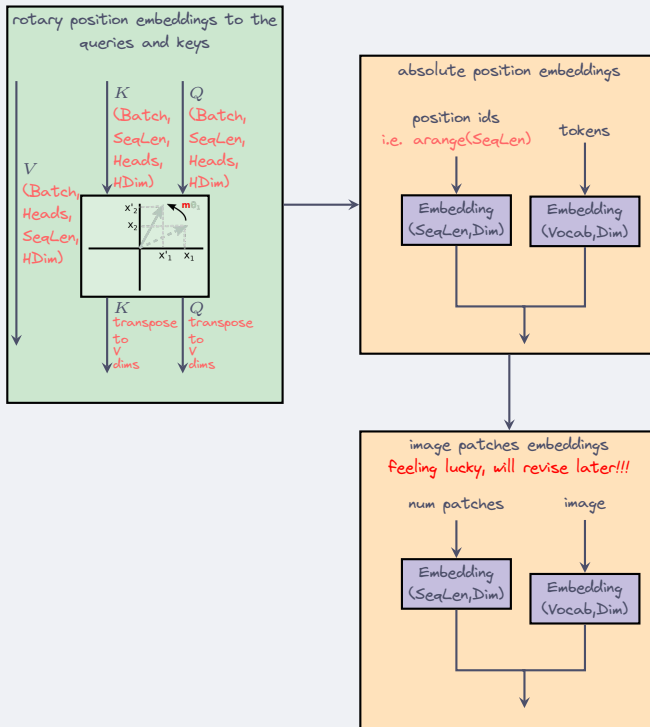 rotary position embeddings to the
queries and keys
K
(Batch,
SeqLen,
Heads,
HDim)
Q
(Batch,
SeqLen,
Heads,
HDim)
V
(Batch,
Heads,
SeqLen,
HDim)
mθ₁
x'₂
x₂
x'₁
x₁
K
transpose
to
V
dims
Q
transpose
to
V
dims
absolute position embeddings
position ids
i.e. arange(SeqLen)
tokens
Embedding
(SeqLen,Dim)
Embedding
(Vocab,Dim)
image patches embeddings
feeling lucky, will revise later!!!
num patches
image
Embedding
(SeqLen,Dim)
Embedding
(Vocab,Dim)